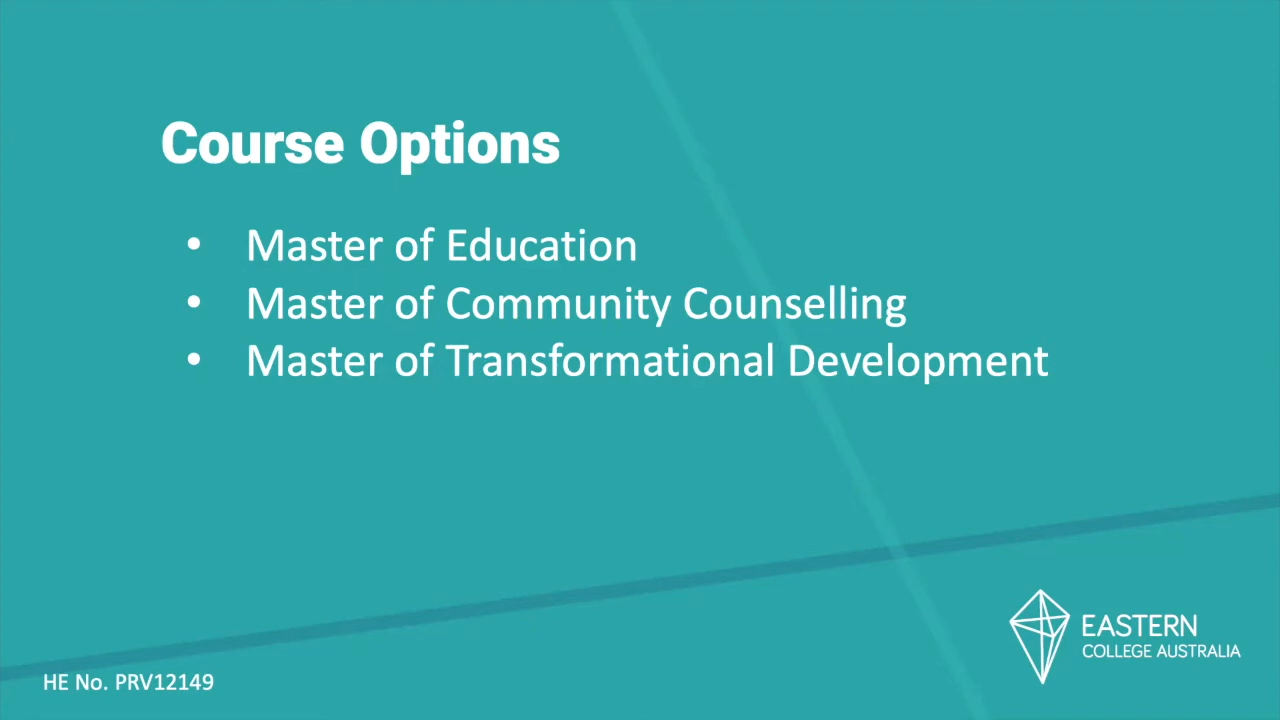 Course Options
• Master of Education
• Master of Community Counselling
• Master of Transformational Development
EASTERN
COLLEGE AUSTRALIA
HE No. PRV12149